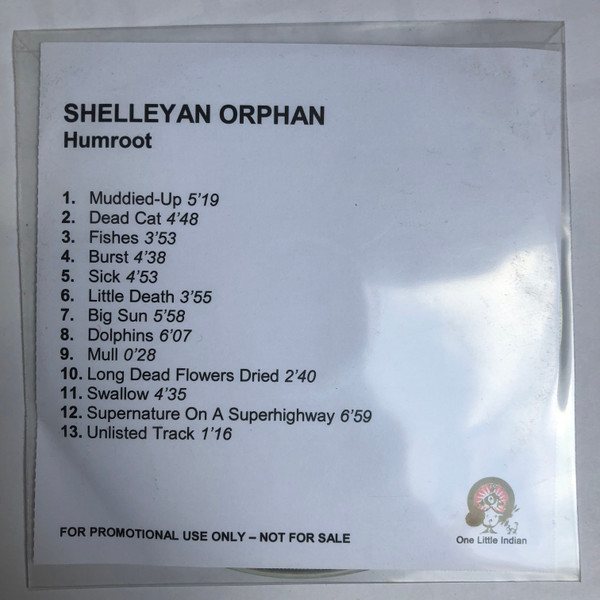 SHELLEYAN ORPHAN
Humroot
1. Muddied-Up 5'19
2. Dead Cat 4'48
3. Fishes 3'53
4. Burst 4'38
5. Sick 4'53
6. Little Death 3'55
7. Big Sun 5'58
8. Dolphins 6'07
9. Mull 0'28
10. Long Dead Flowers Dried 2'40
11. Swallow 4'35
12. Supernature On A Superhighway 6'59
13. Unlisted Track 1'16
FOR PROMOTIONAL USE ONLY – NOT FOR SALE
One Little Indian